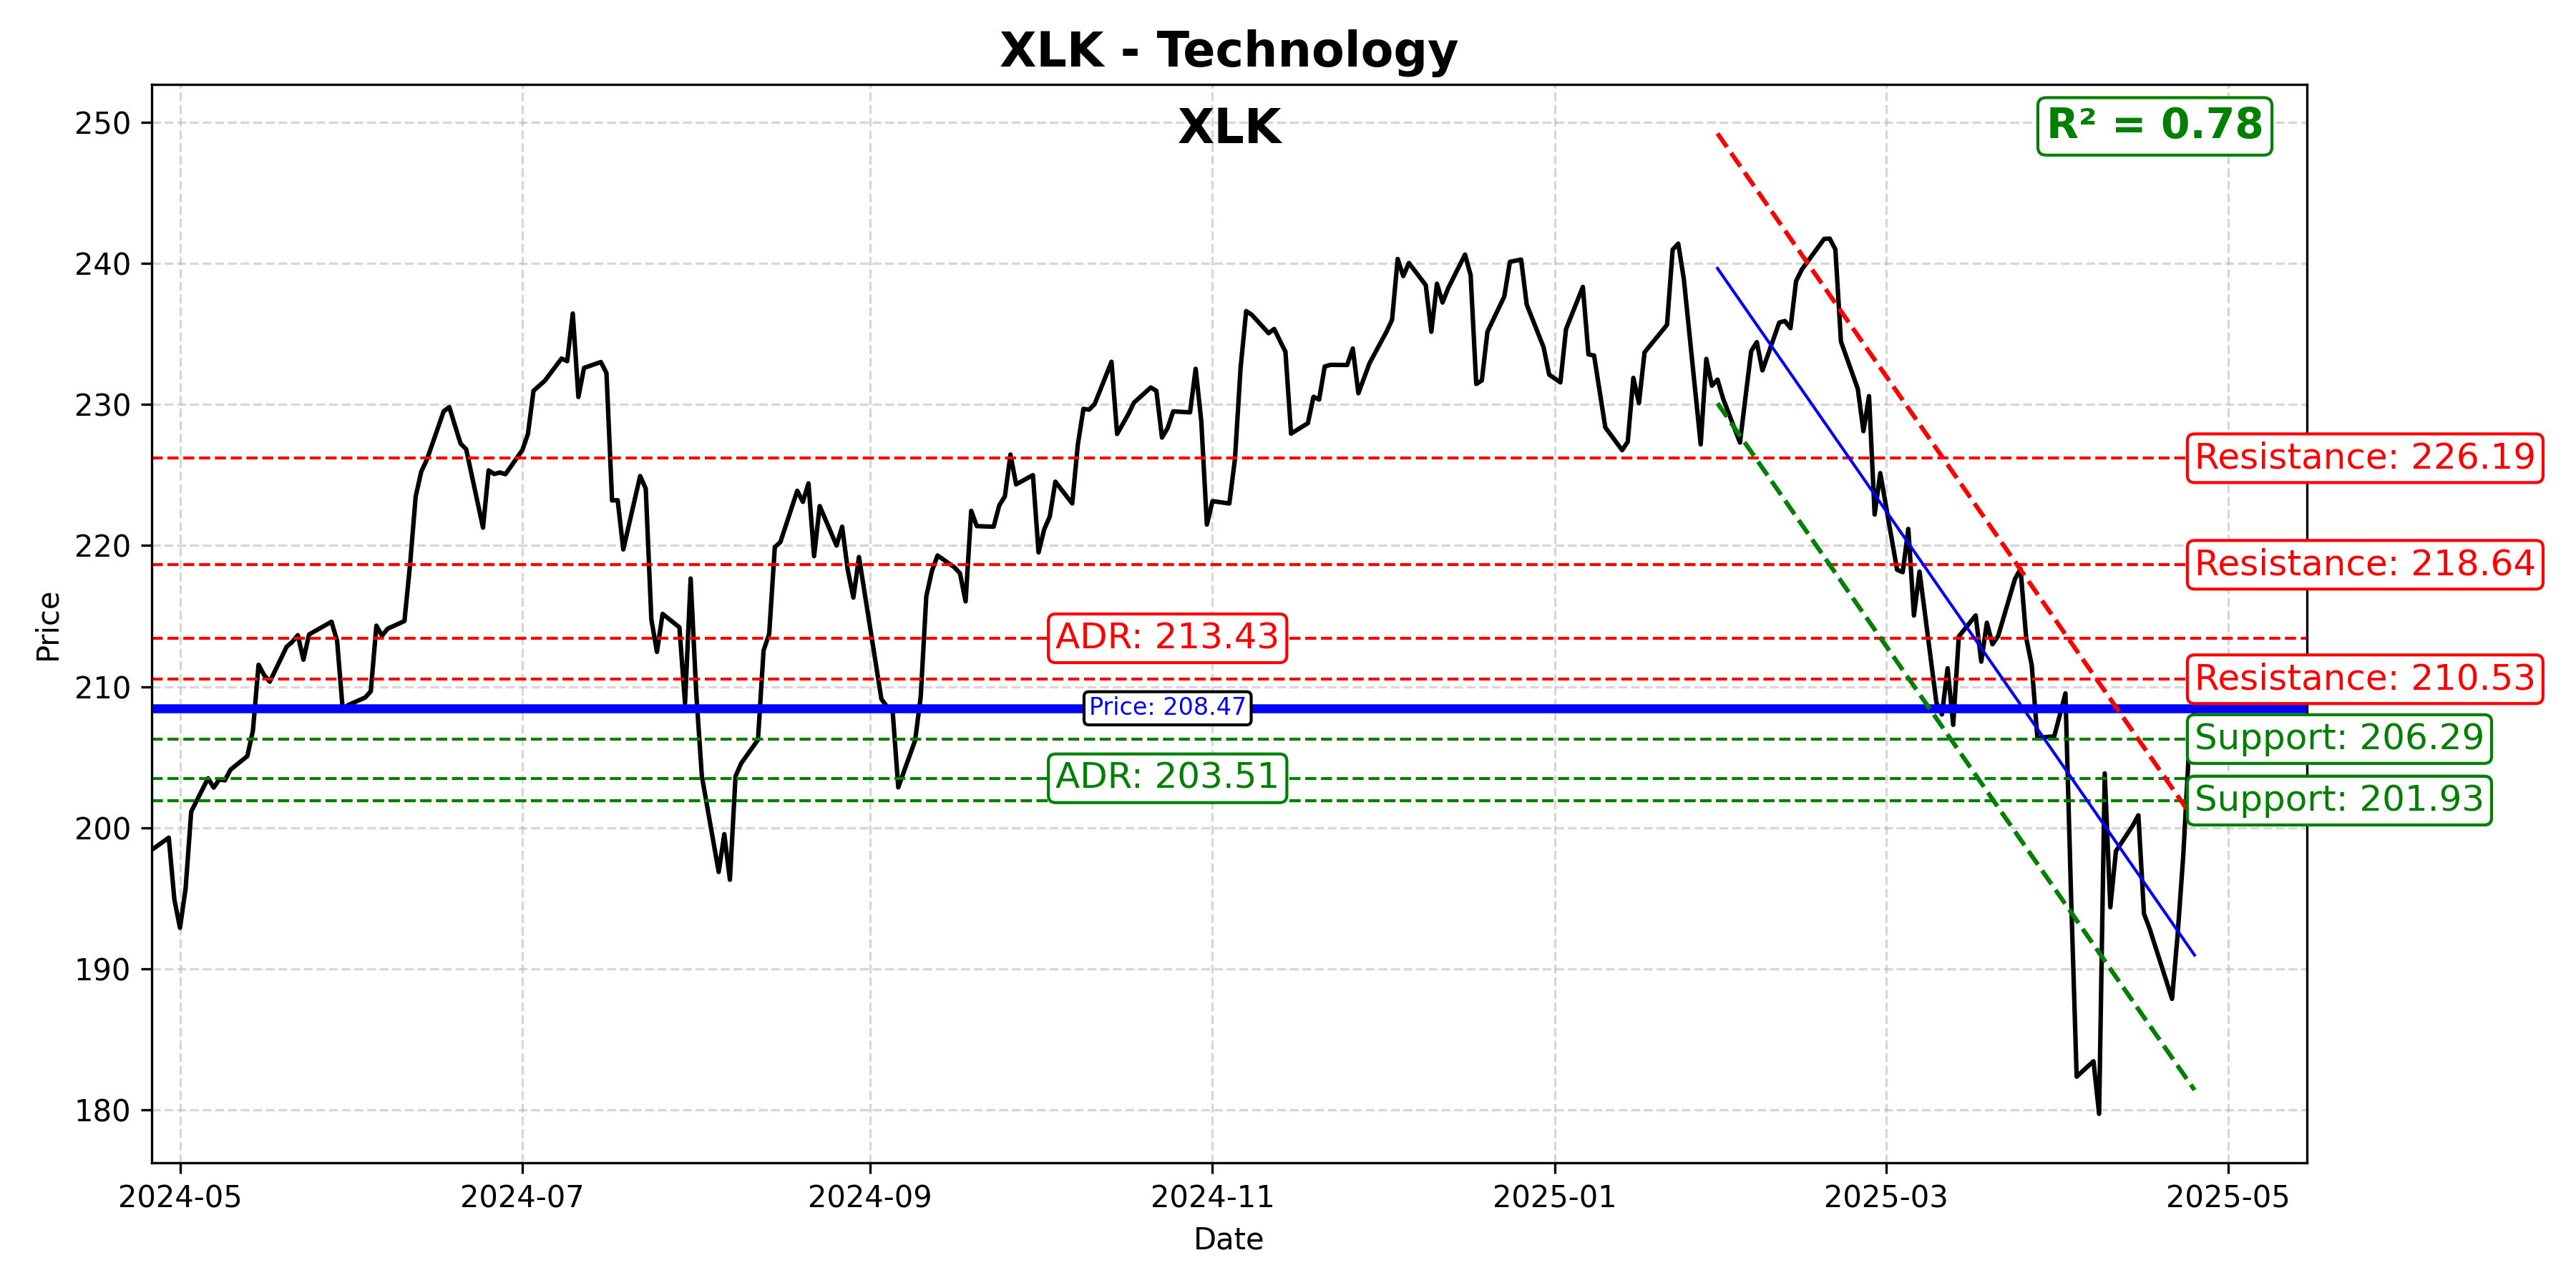 XLK - Technology
XLK
R² = 0.78
250
240
230
220
210
200
190
180
Price
Resistance: 226.19
Resistance: 218.64
ADR: 213.43
Resistance: 210.53
Price: 208.47
Support: 206.29
ADR: 203.51
Support: 201.93
2024-05
2024-07
2024-09
2024-11
2025-01
2025-03
2025-05
Date